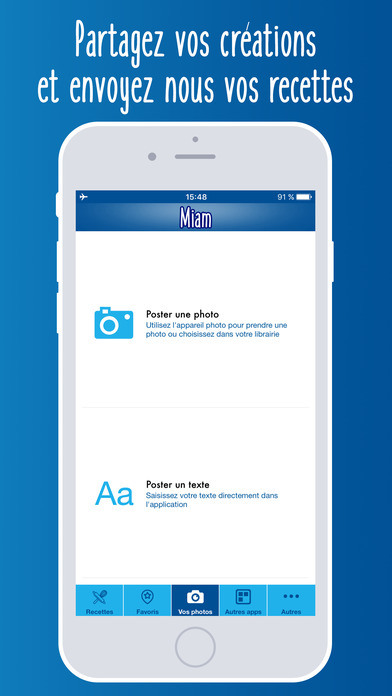 Partagez vos créations
et envoyez nous vos recettes
15:48
91 %
Miam
Poster une photo
Utilisez l'appareil photo pour prendre une
photo ou choisissez dans votre librairie
Aa
Poster un texte
Saisissez votre texte directement dans
l'application
Recettes
Favoris
Vos photos
Autres apps
Autres